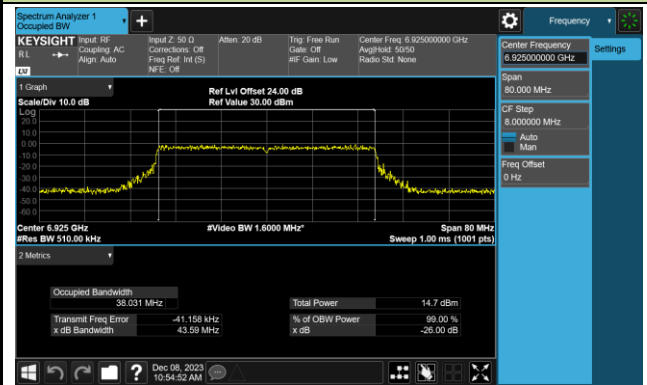 Spectrum Analyzer 1
Occupied BW
Frequency
KEYSIGHT
RL
LXI
Input: RF
Coupling: AC
Align: Auto
Input Z: 50 Ω
Corrections: Off
Freq Ref: Int (S)
NFE: Off
Atten: 20 dB
Trig: Free Run
Gate: Off
#IF Gain: Low
Center Freq: 6.925000000 GHz
Avg|Hold: 50/50
Radio Std: None
Center Frequency
6.925000000 GHz
Settings
Span
80.000 MHz
CF Step
8.000000 MHz
Auto
Man
Freq Offset
0 Hz
1 Graph
Scale/Div 10.0 dB
Ref Lvl Offset 24.00 dB
Ref Value 30.00 dBm
Log
20.0
10.0
0.00
-10.0
-20.0
-30.0
-40.0
-50.0
-60.0
Center 6.925 GHz
#Res BW 510.00 kHz
#Video BW 1.6000 MHz*
Span 80 MHz
Sweep 1.00 ms (1001 pts)
2 Metrics
Occupied Bandwidth
38.031 MHz
Total Power 14.7 dBm
Transmit Freq Error -41.158 kHz
% of OBW Power 99.00 %
x dB Bandwidth 43.59 MHz
x dB -26.00 dB
?
Dec 08, 2023
10:54:52 AM